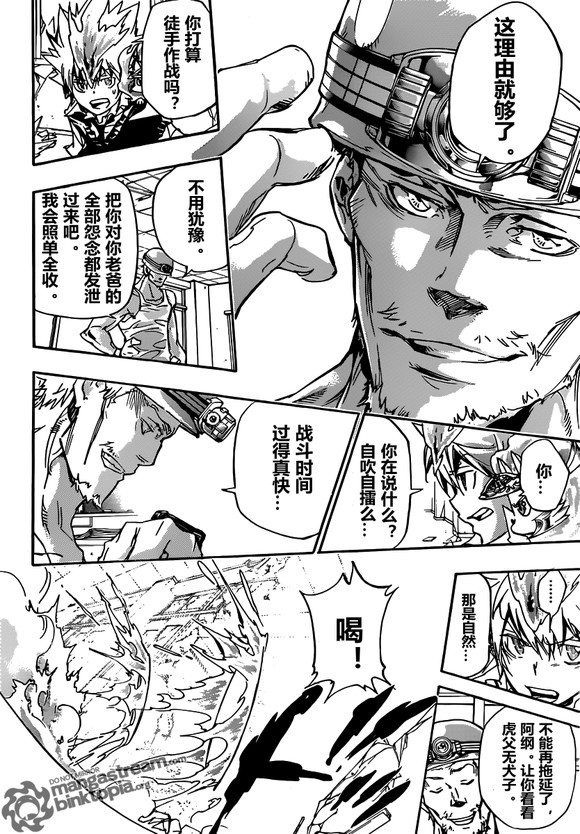 这理由就够了。
你打算
徒手作战吗？
不用犹豫。
把你对你老爸的
全部怨念都发泄
过来吧。
我会照单全收。
你…
你在说什么？
自吹自擂么…
战斗时间
过得真快…
那是自然…
喝！
不能再拖延了，
阿纲。让你看看
虎父无犬子
DO NOT MIRROR
mangastream.com
binktopia.org